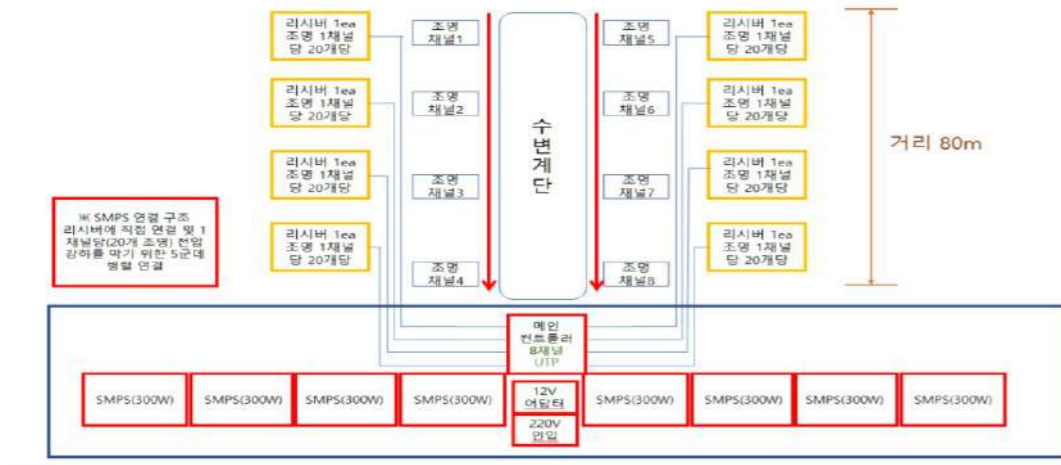 리시버 1ea
조명 1채널
당 20개당
조명
채널1
조명
채널5
리시버 1ea
조명 1채널
당 20개당
리시버 1ea
조명 1채널
당 20개당
조명
채널2
조명
채널6
리시버 1ea
조명 1채널
당 20개당
수
변
계
단
거리 80m
리시버 1ea
조명 1채널
당 20개당
조명
채널3
조명
채널7
리시버 1ea
조명 1채널
당 20개당
※ SMPS 연결 구조
리시버에 직접 연결 및 1
채널당(20개 조명) 전압
강하를 막기 위한 5군데
병렬 연결
리시버 1ea
조명 1채널
당 20개당
조명
채널4
조명
채널8
리시버 1ea
조명 1채널
당 20개당
메인
컨트롤러
8채널
UTP
SMPS(300W)
SMPS(300W)
SMPS(300W)
SMPS(300W)
12V
어답터
220V
인입
SMPS(300W)
SMPS(300W)
SMPS(300W)
SMPS(300W)